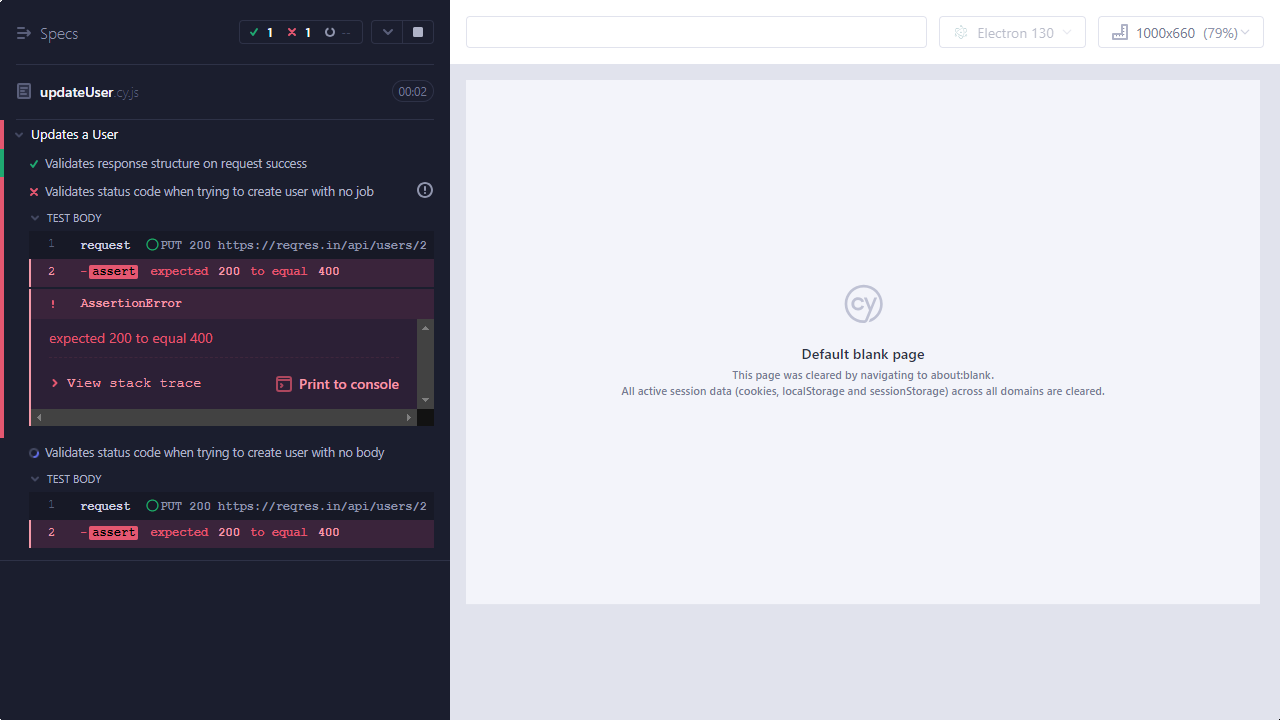 Specs
1 1 --
updateUser.cy.js 00:02
Updates a User
Validates response structure on request success
Validates status code when trying to create user with no job
TEST BODY
1 request PUT 200 https://reqres.in/api/users/2
2 -assert expected 200 to equal 400
! AssertionError
expected 200 to equal 400
View stack trace Print to console
Validates status code when trying to create user with no body
TEST BODY
1 request PUT 200 https://reqres.in/api/users/2
2 -assert expected 200 to equal 400
Electron 130 1000x660 (79%)
cy
Default blank page
This page was cleared by navigating to about:blank.
All active session data (cookies, localStorage and sessionStorage) across all domains are cleared.